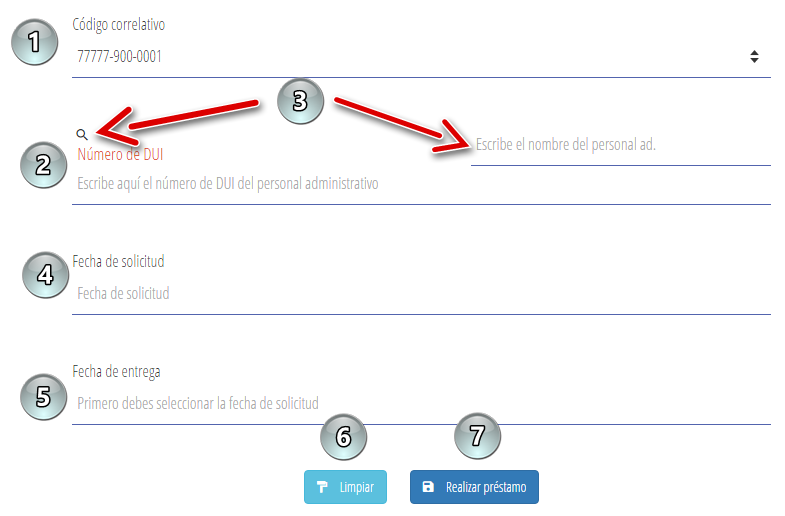 Código correlativo
1
77777-900-0001
3
Escribe el nombre del personal ad.
2
Número de DUI
Escribe aquí el número de DUI del personal administrativo
Fecha de solicitud
4
Fecha de solicitud
Fecha de entrega
5
Primero debes seleccionar la fecha de solicitud
6
7
Limpiar
Realizar préstamo